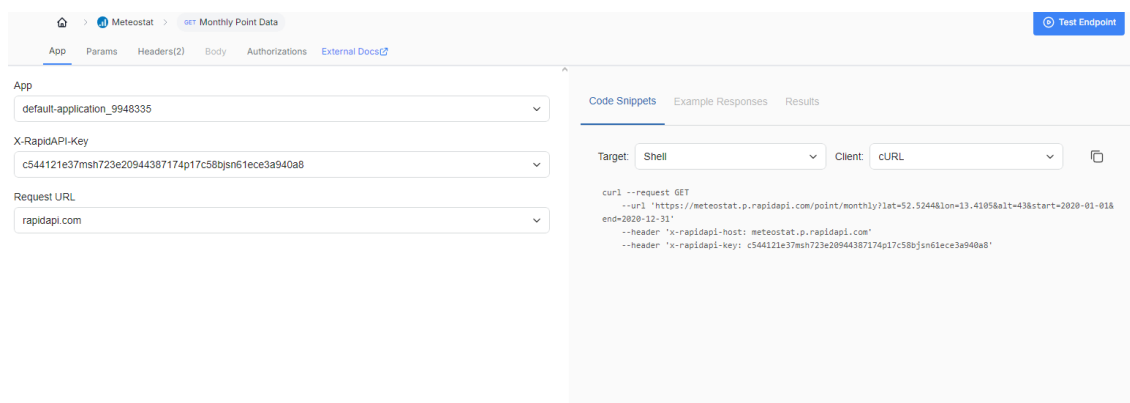 Meteostat
GET Monthly Point Data
Test Endpoint
App
Params
Headers(2)
Body
Authorizations
External Docs
App
default-application_9948335
X-RapidAPI-Key
c544121e37msh723e20944387174p17c58bjsn61ece3a940a8
Request URL
rapidapi.com
Code Snippets
Example Responses
Results
Target:
Shell
Client:
cURL
curl --request GET
--url 'https://meteostat.p.rapidapi.com/point/monthly?lat=52.5244&lon=13.4105&alt=43&start=2020-01-01&
end=2020-12-31'
--header 'x-rapidapi-host: meteostat.p.rapidapi.com'
--header 'x-rapidapi-key: c544121e37msh723e20944387174p17c58bjsn61ece3a940a8'